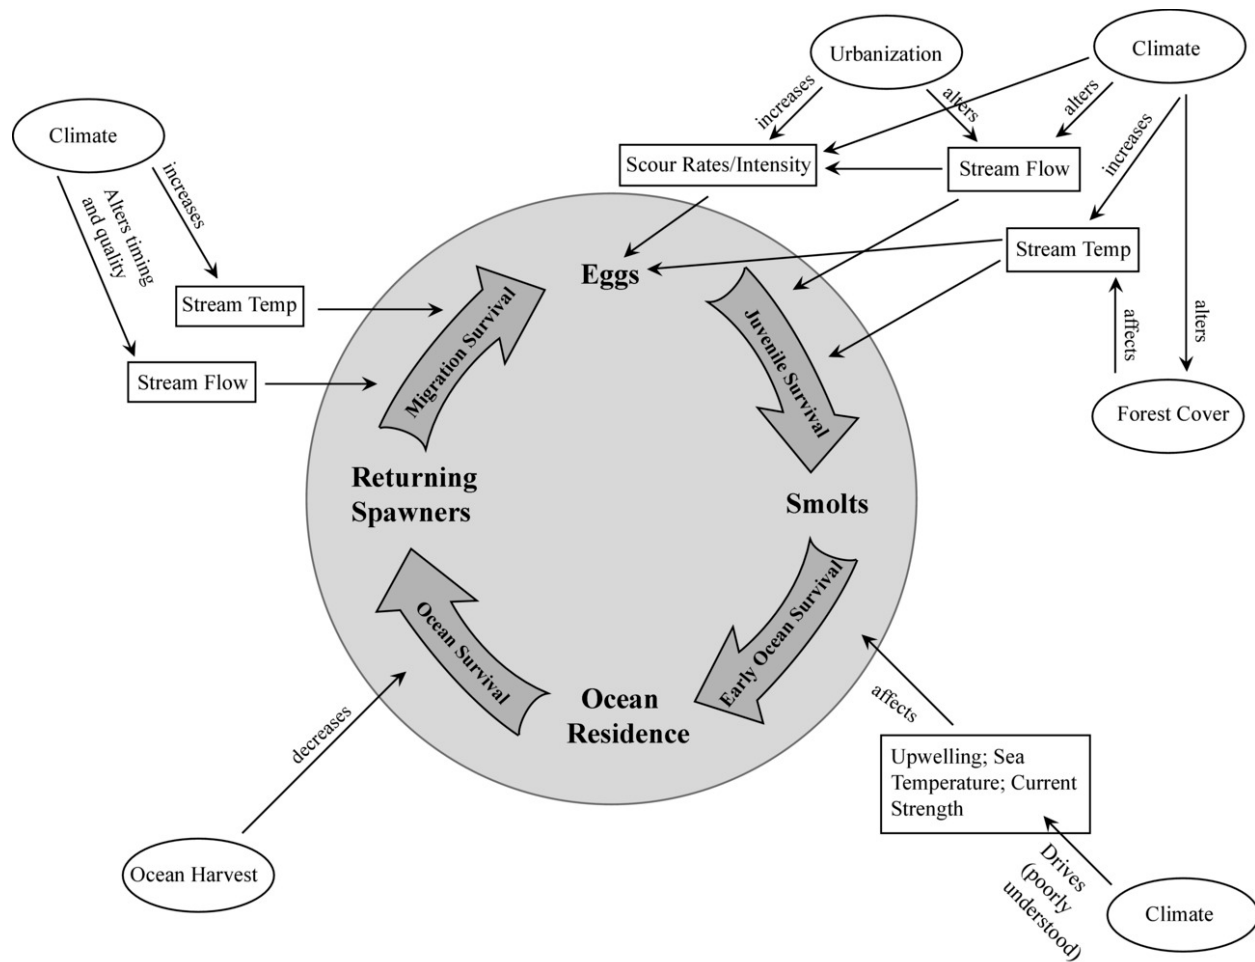 Urbanization
Climate
increases
alters
alters
increases
Scour Rates/Intensity
Stream Flow
Stream Temp
affects
alters
Forest Cover
Climate
increases
Alters timing
and quality
Stream Temp
Stream Flow
Eggs
Migration Survival
Juvenile Survival
Returning
Spawners
Smolts
Ocean Survival
Early Ocean Survival
Ocean
Residence
decreases
Ocean Harvest
affects
Upwelling; Sea
Temperature; Current
Strength
Drives
(poorly
understood)
Climate